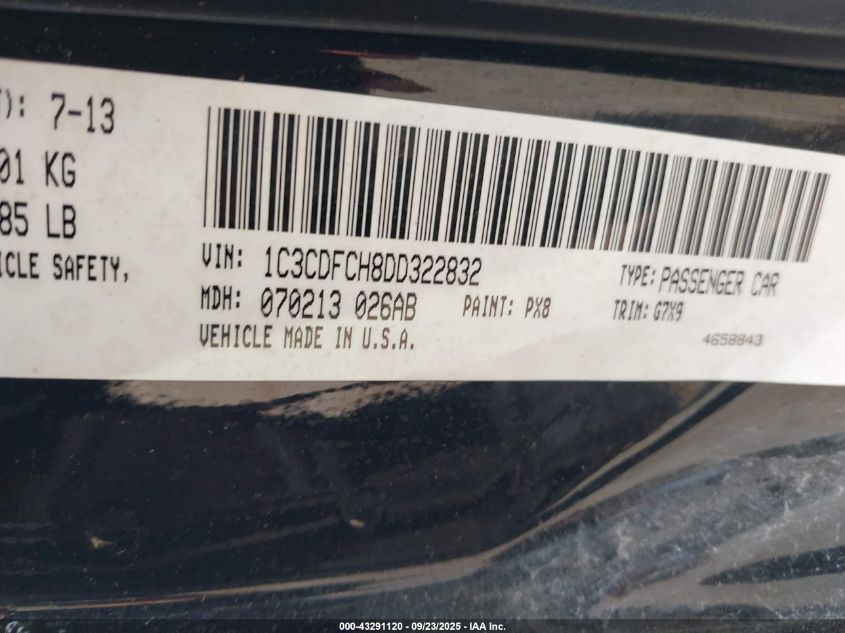 ): 7-13
01 KG
85 LB
ICLE SAFETY,
VIN: 1C3CDFCH8DD322832
TYPE: PASSENGER CAR
MDH: 070213 026AB
PAINT: PX8
TRIM: G7X9
VEHICLE MADE IN U.S.A.
4658843
000-43291120 - 09/23/2025 - IAA Inc.